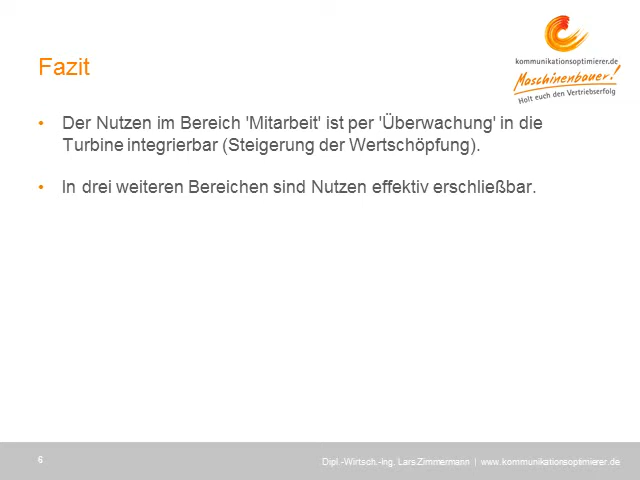 kommunikationsoptimierer.de
Maschinenbauer!
Holt euch den Vertriebserfolg
Fazit
• Der Nutzen im Bereich 'Mitarbeit' ist per 'Überwachung' in die
Turbine integrierbar (Steigerung der Wertschöpfung).
• In drei weiteren Bereichen sind Nutzen effektiv erschließbar.
6
Dipl.-Wirtsch.-Ing. Lars Zimmermann | www.kommunikationsoptimierer.de